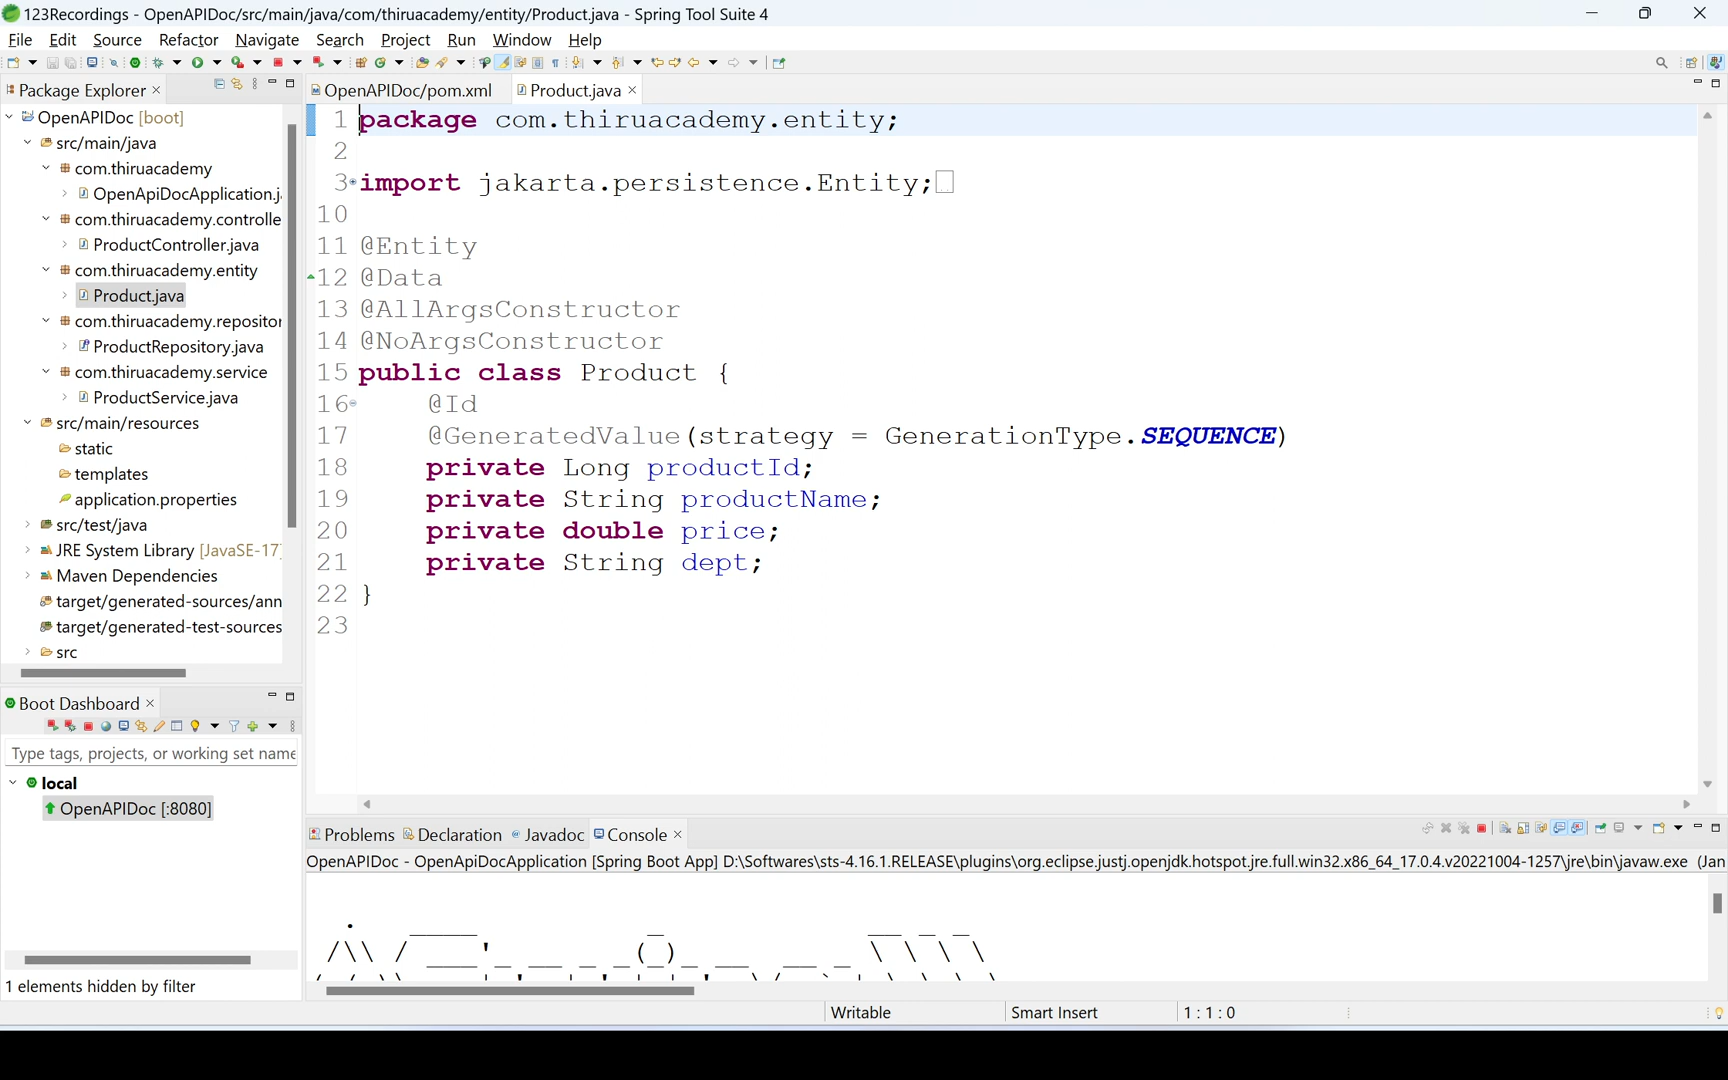 123Recordings - OpenAPIDoc/src/main/java/com/thiruacademy/entity/Product.java - Spring Tool Suite 4
File Edit Source Refactor Navigate Search Project Run Window Help
Package Explorer
OpenAPIDoc [boot]
src/main/java
com.thiruacademy
OpenApiDocApplication.j
com.thiruacademy.controlle
ProductController.java
com.thiruacademy.entity
Product.java
com.thiruacademy.repositor
ProductRepository.java
com.thiruacademy.service
ProductService.java
src/main/resources
static
templates
application.properties
src/test/java
JRE System Library [JavaSE-17]
Maven Dependencies
target/generated-sources/ann
target/generated-test-sources
src
Boot Dashboard
Type tags, projects, or working set name
local
OpenAPIDoc [:8080]
1 elements hidden by filter
OpenAPIDoc/pom.xml Product.java
1 package com.thiruacademy.entity;
2
3 import jakarta.persistence.Entity;
10
11 @Entity
12 @Data
13 @AllArgsConstructor
14 @NoArgsConstructor
15 public class Product {
16 @Id
17 @GeneratedValue(strategy = GenerationType.SEQUENCE)
18 private Long productId;
19 private String productName;
20 private double price;
21 private String dept;
22 }
23
Problems Declaration Javadoc Console
OpenAPIDoc - OpenApiDocApplication [Spring Boot App] D:\Softwares\sts-4.16.1.RELEASE\plugins\org.eclipse.justj.openjdk.hotspot.jre.full.win32.x86_64_17.0.4.v20221004-1257\jre\bin\javaw.exe (Jan
Writable Smart Insert 1 : 1 : 0